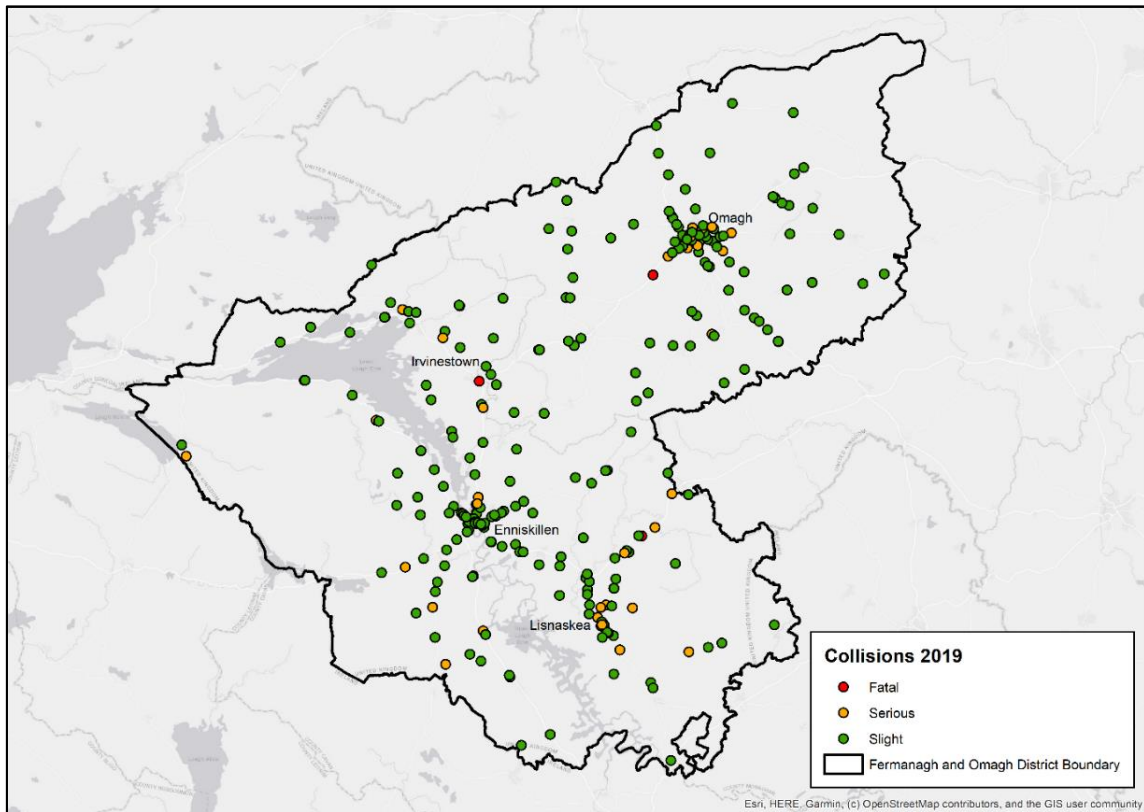 Omagh
Irvinestown
Enniskillen
Lisnaskea
Collisions 2019
Fatal
Serious
Slight
Fermanagh and Omagh District Boundary
Esri, HERE, Garmin, (c) OpenStreetMap contributors, and the GIS user community